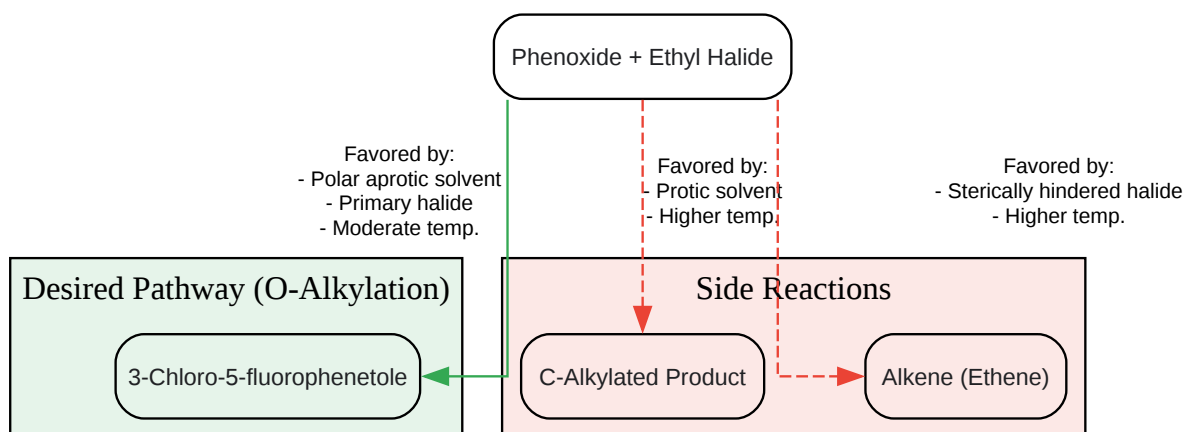 Phenoxide + Ethyl Halide
Favored by:
- Polar aprotic solvent
- Primary halide
- Moderate temp.
Favored by:
- Protic solvent
- Higher temp.
Favored by:
- Sterically hindered halide
- Higher temp.
Desired Pathway (O-Alkylation)
3-Chloro-5-fluorophenetole
Side Reactions
C-Alkylated Product
Alkene (Ethene)